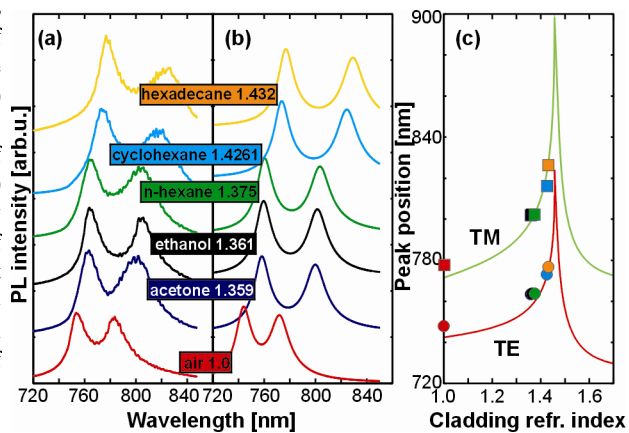 (a)
(b)
(c)
hexadecane 1.432
cyclohexane 1.4261
n-hexane 1.375
ethanol 1.361
acetone 1.359
air 1.0
PL intensity [arb.u.]
720 760 800 840
720 760 800 840
Wavelength [nm]
Peak position [nm]
900
840
780
720
TM
TE
1.0 1.2 1.4 1.6
Cladding refr. index